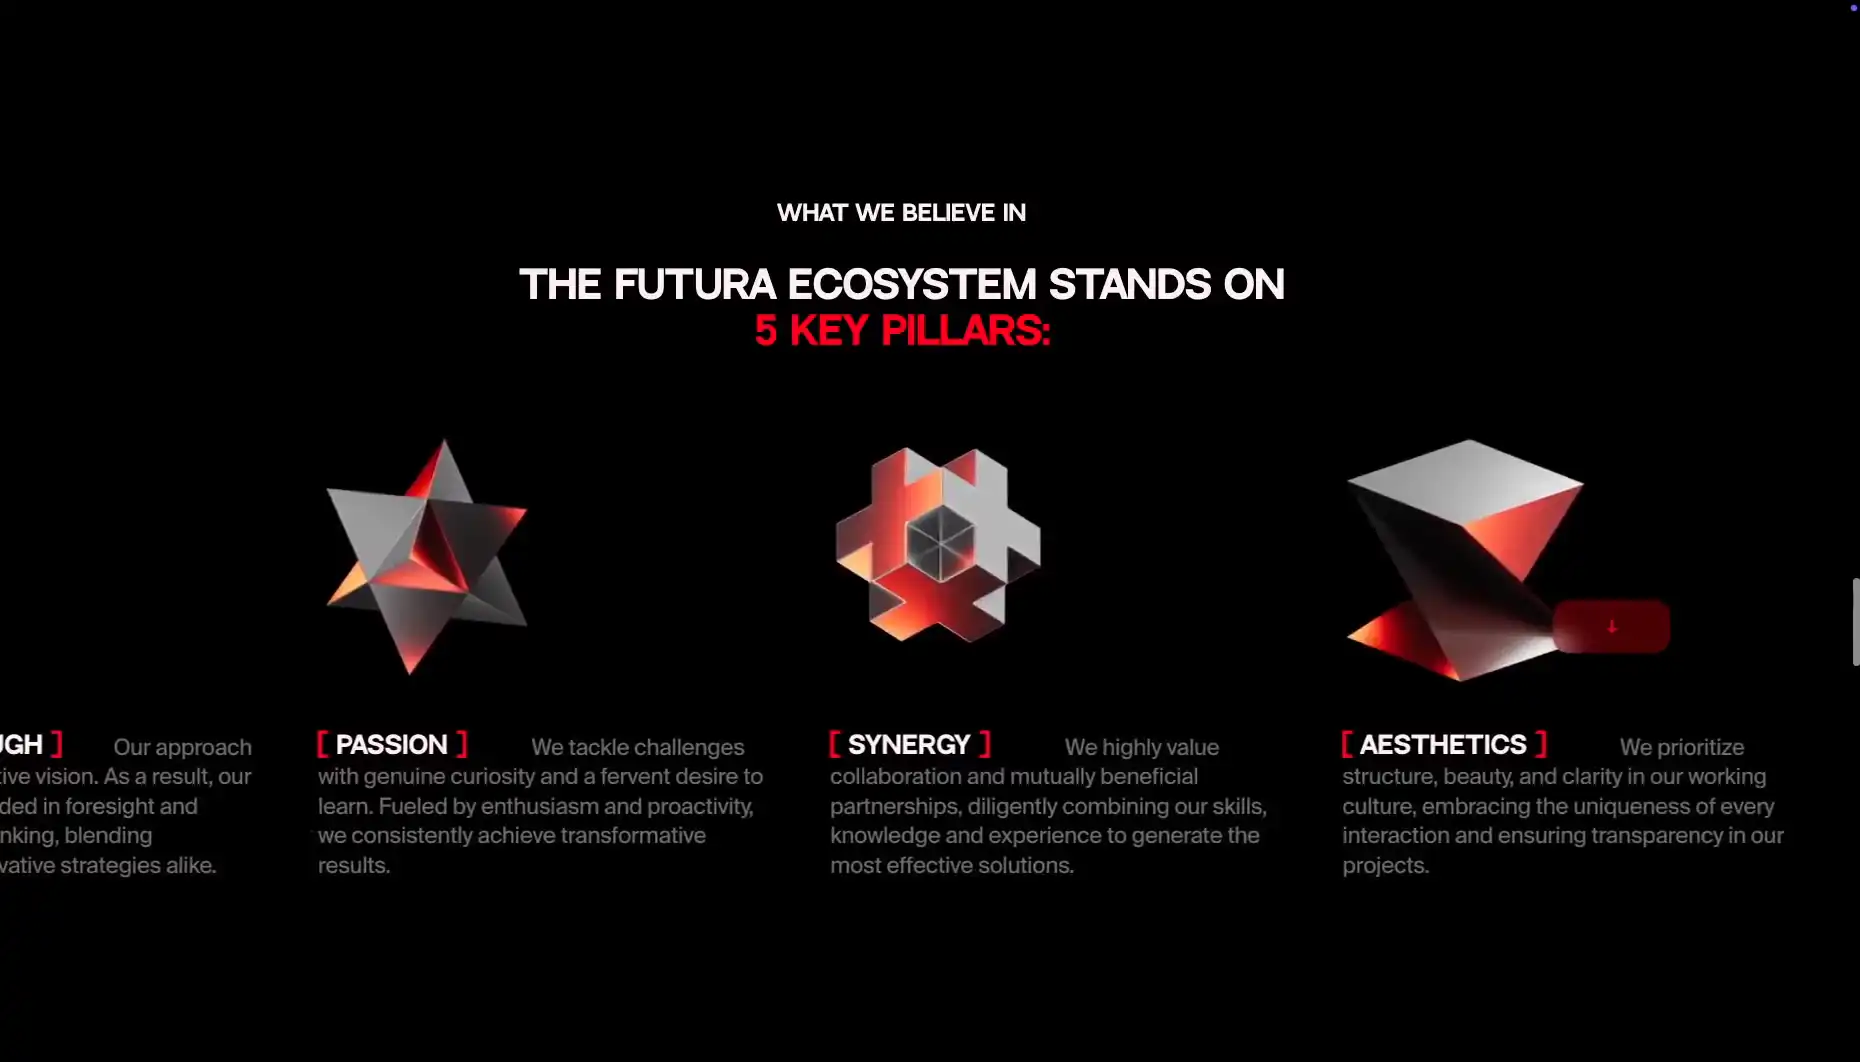 WHAT WE BELIEVE IN
THE FUTURA ECOSYSTEM STANDS ON
5 KEY PILLARS:
UGH ] Our approach
tive vision. As a result, our
ded in foresight and
nking, blending
vative strategies alike.
[ PASSION ] We tackle challenges
with genuine curiosity and a fervent desire to
learn. Fueled by enthusiasm and proactivity,
we consistently achieve transformative
results.
[ SYNERGY ] We highly value
collaboration and mutually beneficial
partnerships, diligently combining our skills,
knowledge and experience to generate the
most effective solutions.
[ AESTHETICS ] We prioritize
structure, beauty, and clarity in our working
culture, embracing the uniqueness of every
interaction and ensuring transparency in our
projects.